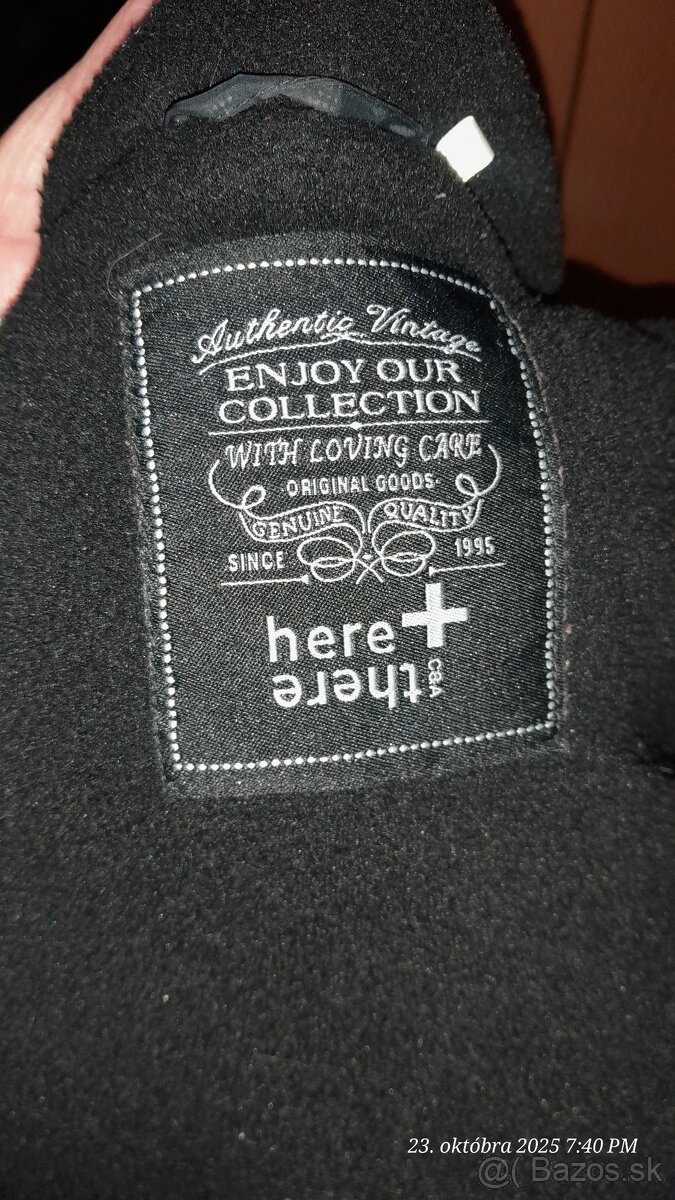 Authentic Vintage
ENJOY OUR
COLLECTION
WITH LOVING CARE
·ORIGINAL GOODS·
GENUINE QUALITY
SINCE 1995
here+
there
C&A
23. októbra 2025 7:40 PM
@( Bazos.sk